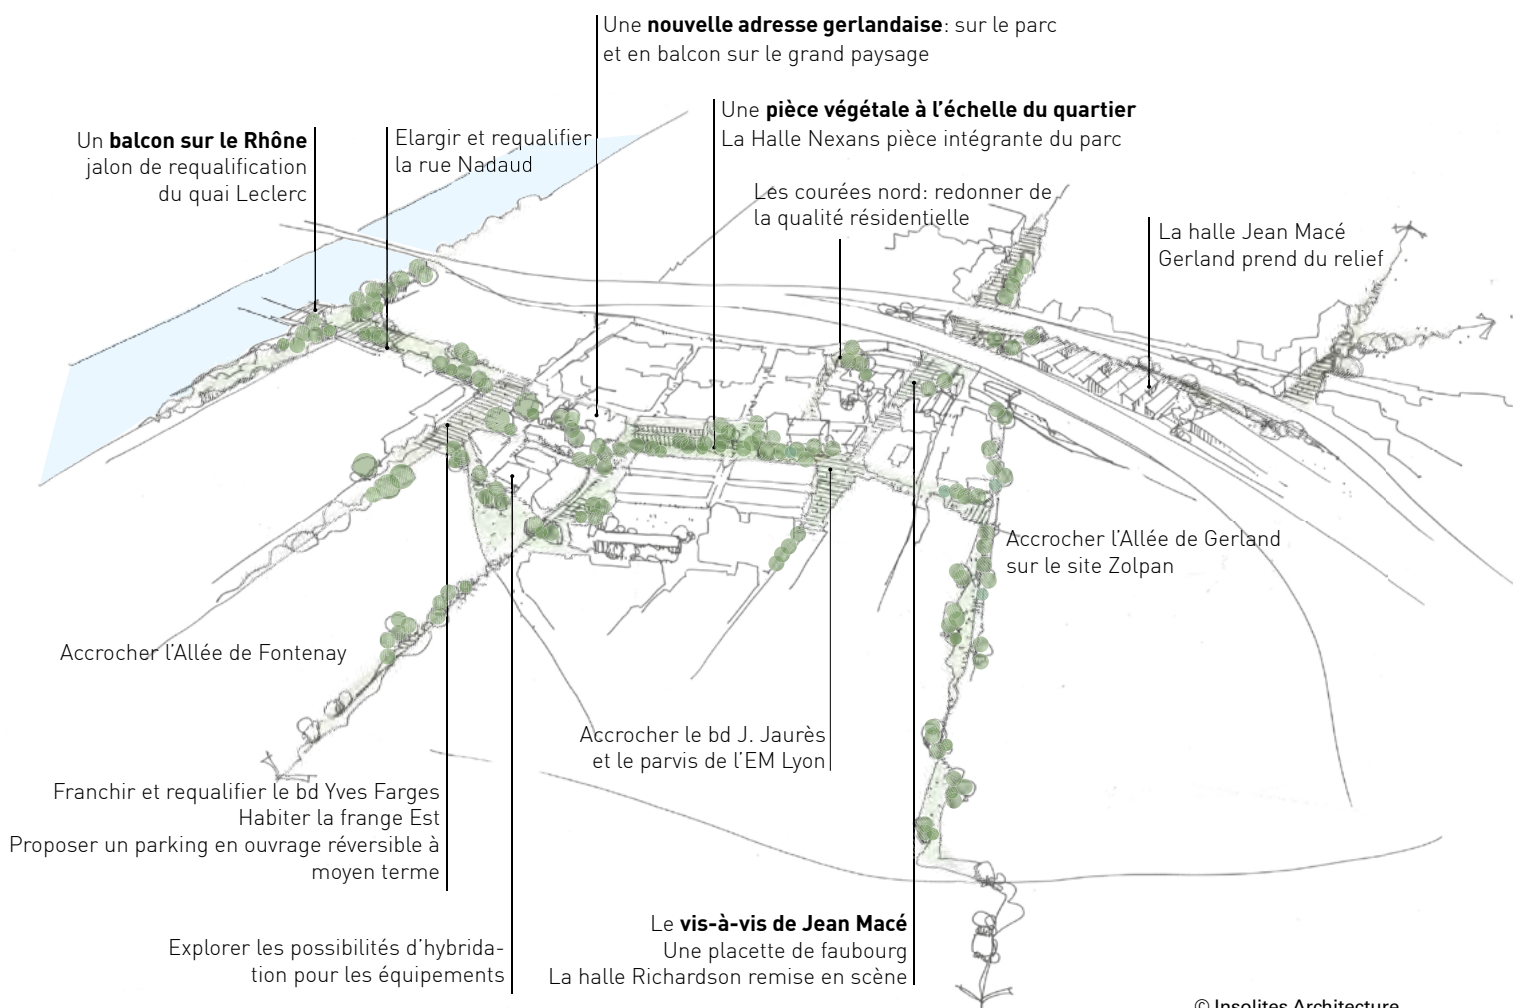 Une nouvelle adresse gerlandaise: sur le parc
et en balcon sur le grand paysage
Une pièce végétale à l'échelle du quartier
La Halle Nexans pièce intégrante du parc
Un balcon sur le Rhône
jalon de requalification
du quai Leclerc
Elargir et requalifier
la rue Nadaud
Les courées nord: redonner de
la qualité résidentielle
La halle Jean Macé
Gerland prend du relief
Accrocher l'Allée de Gerland
sur le site Zolpan
Accrocher l'Allée de Fontenay
Accrocher le bd J. Jaurès
et le parvis de l'EM Lyon
Franchir et requalifier le bd Yves Farges
Habiter la frange Est
Proposer un parking en ouvrage réversible à
moyen terme
Explorer les possibilités d'hybrida-
tion pour les équipements
Le vis-à-vis de Jean Macé
Une placette de faubourg
La halle Richardson remise en scène
© Insolites Architecture